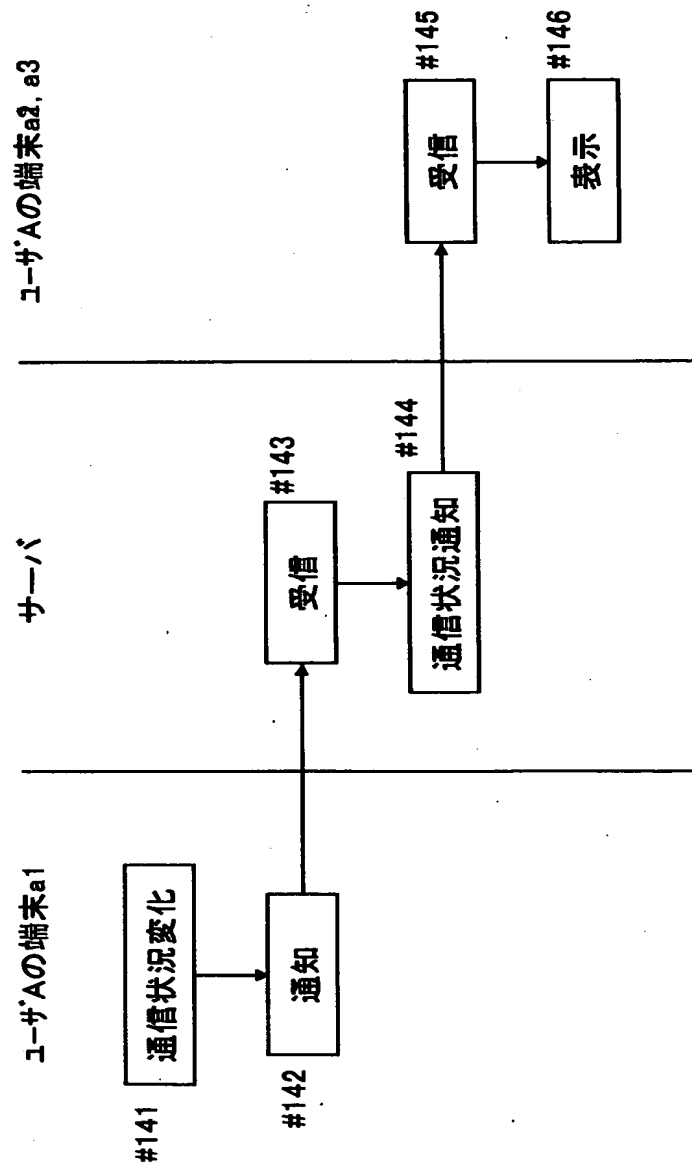 ユーザAの端末a1
サーバ
ユーザAの端末a2, a3
#141
通信状況変化
#142
通知
#143
受信
#144
通信状況通知
#145
受信
#146
表示